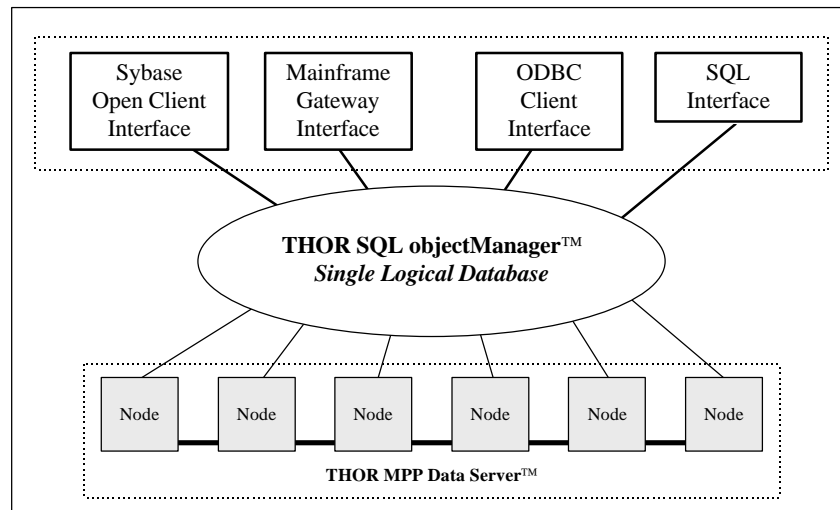 Sybase
Open Client
Interface
Mainframe
Gateway
Interface
ODBC
Client
Interface
SQL
Interface
THOR SQL objectManager™
Single Logical Database
Node
Node
Node
Node
Node
Node
THOR MPP Data Server™